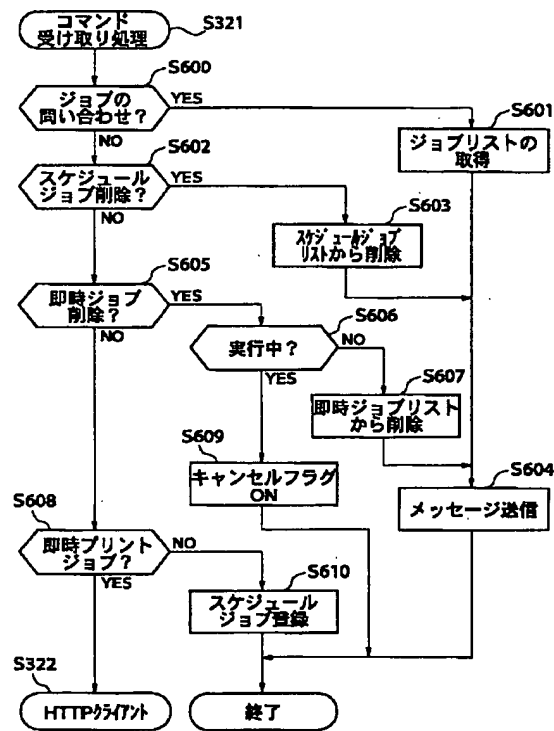 コマンド
受け取り処理
S321
S600
ジョブの
問い合わせ?
YES
NO
S601
ジョブリストの
取得
S602
スケジュール
ジョブ削除?
YES
NO
S603
スケジュールジョブ
リストから削除
S605
即時ジョブ
削除?
YES
NO
S606
実行中?
NO
YES
S607
即時ジョブリスト
から削除
S609
キャンセルフラグ
ON
S604
メッセージ送信
S608
即時プリント
ジョブ?
NO
YES
S610
スケジュール
ジョブ登録
S322
HTTPクライアント
終了